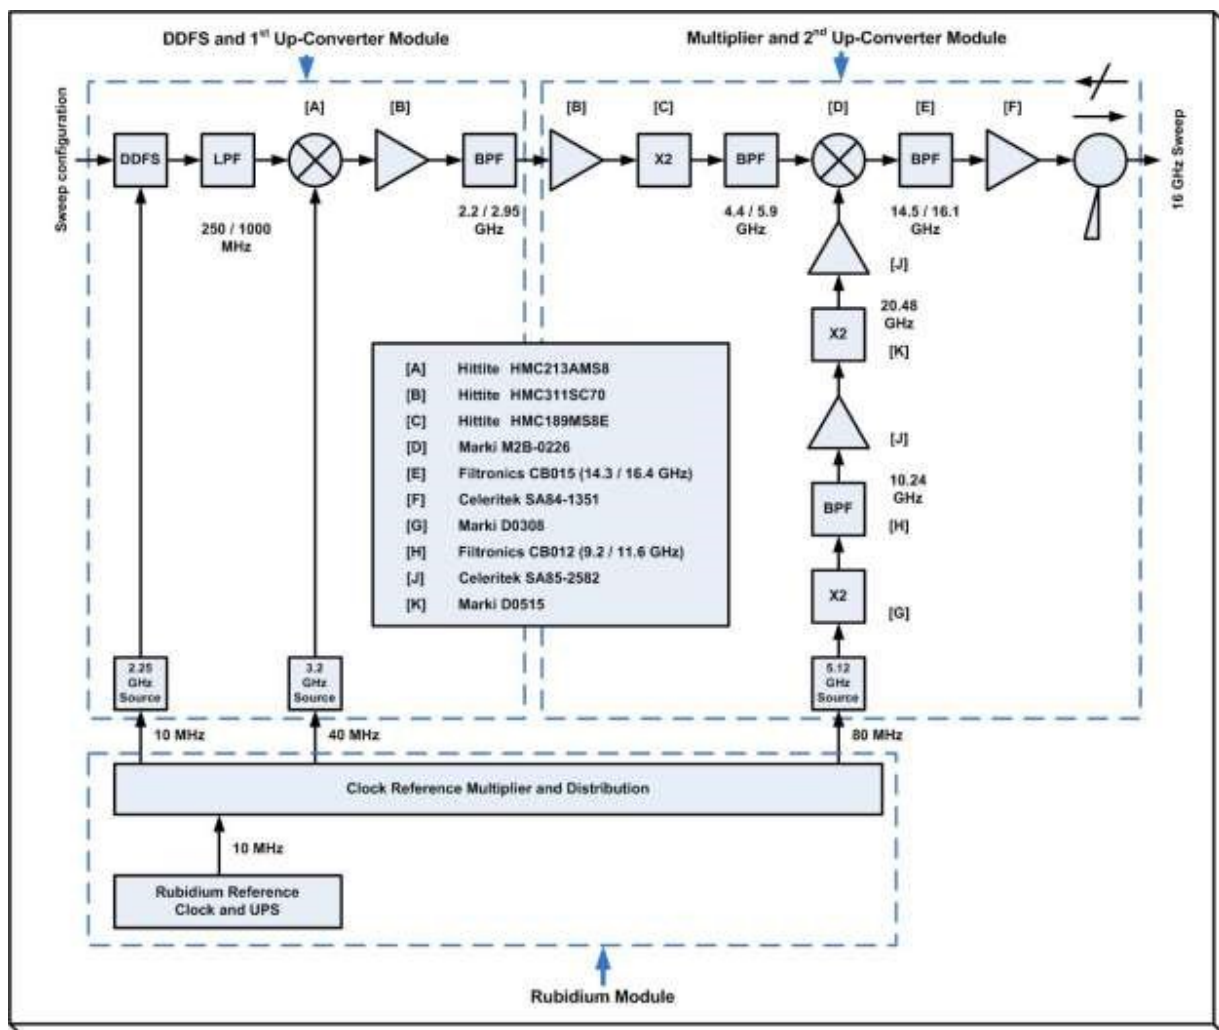 DDFS and 1st Up-Converter Module
Multiplier and 2nd Up-Converter Module
Sweep configuration
[A]
[B]
[B]
[C]
[D]
[E]
[F]
DDFS
LPF
BPF
X2
BPF
BPF
16 GHz Sweep
250 / 1000
MHz
2.2 / 2.95
GHz
4.4 / 5.9
GHz
14.5 / 16.1
GHz
[J]
20.48
GHz
X2
[K]
[J]
10.24
GHz
BPF
[H]
X2
[G]
[A] Hittite HMC213AMS8
[B] Hittite HMC311SC70
[C] Hittite HMC189MS8E
[D] Marki M2B-0226
[E] Filtronics CB015 (14.3 / 16.4 GHz)
[F] Celeritek SA84-1351
[G] Marki D0308
[H] Filtronics CB012 (9.2 / 11.6 GHz)
[J] Celeritek SA85-2582
[K] Marki D0515
2.25
GHz
Source
3.2
GHz
Source
5.12
GHz
Source
10 MHz
40 MHz
80 MHz
Clock Reference Multiplier and Distribution
10 MHz
Rubidium Reference
Clock and UPS
Rubidium Module